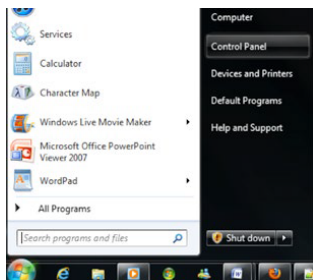 Computer
Services
Control Panel
Calculator
Devices and Printers
Character Map
Default Programs
Windows Live Movie Maker
Help and Support
Microsoft Office PowerPoint
Viewer 2007
WordPad
All Programs
Search programs and files
Shut down